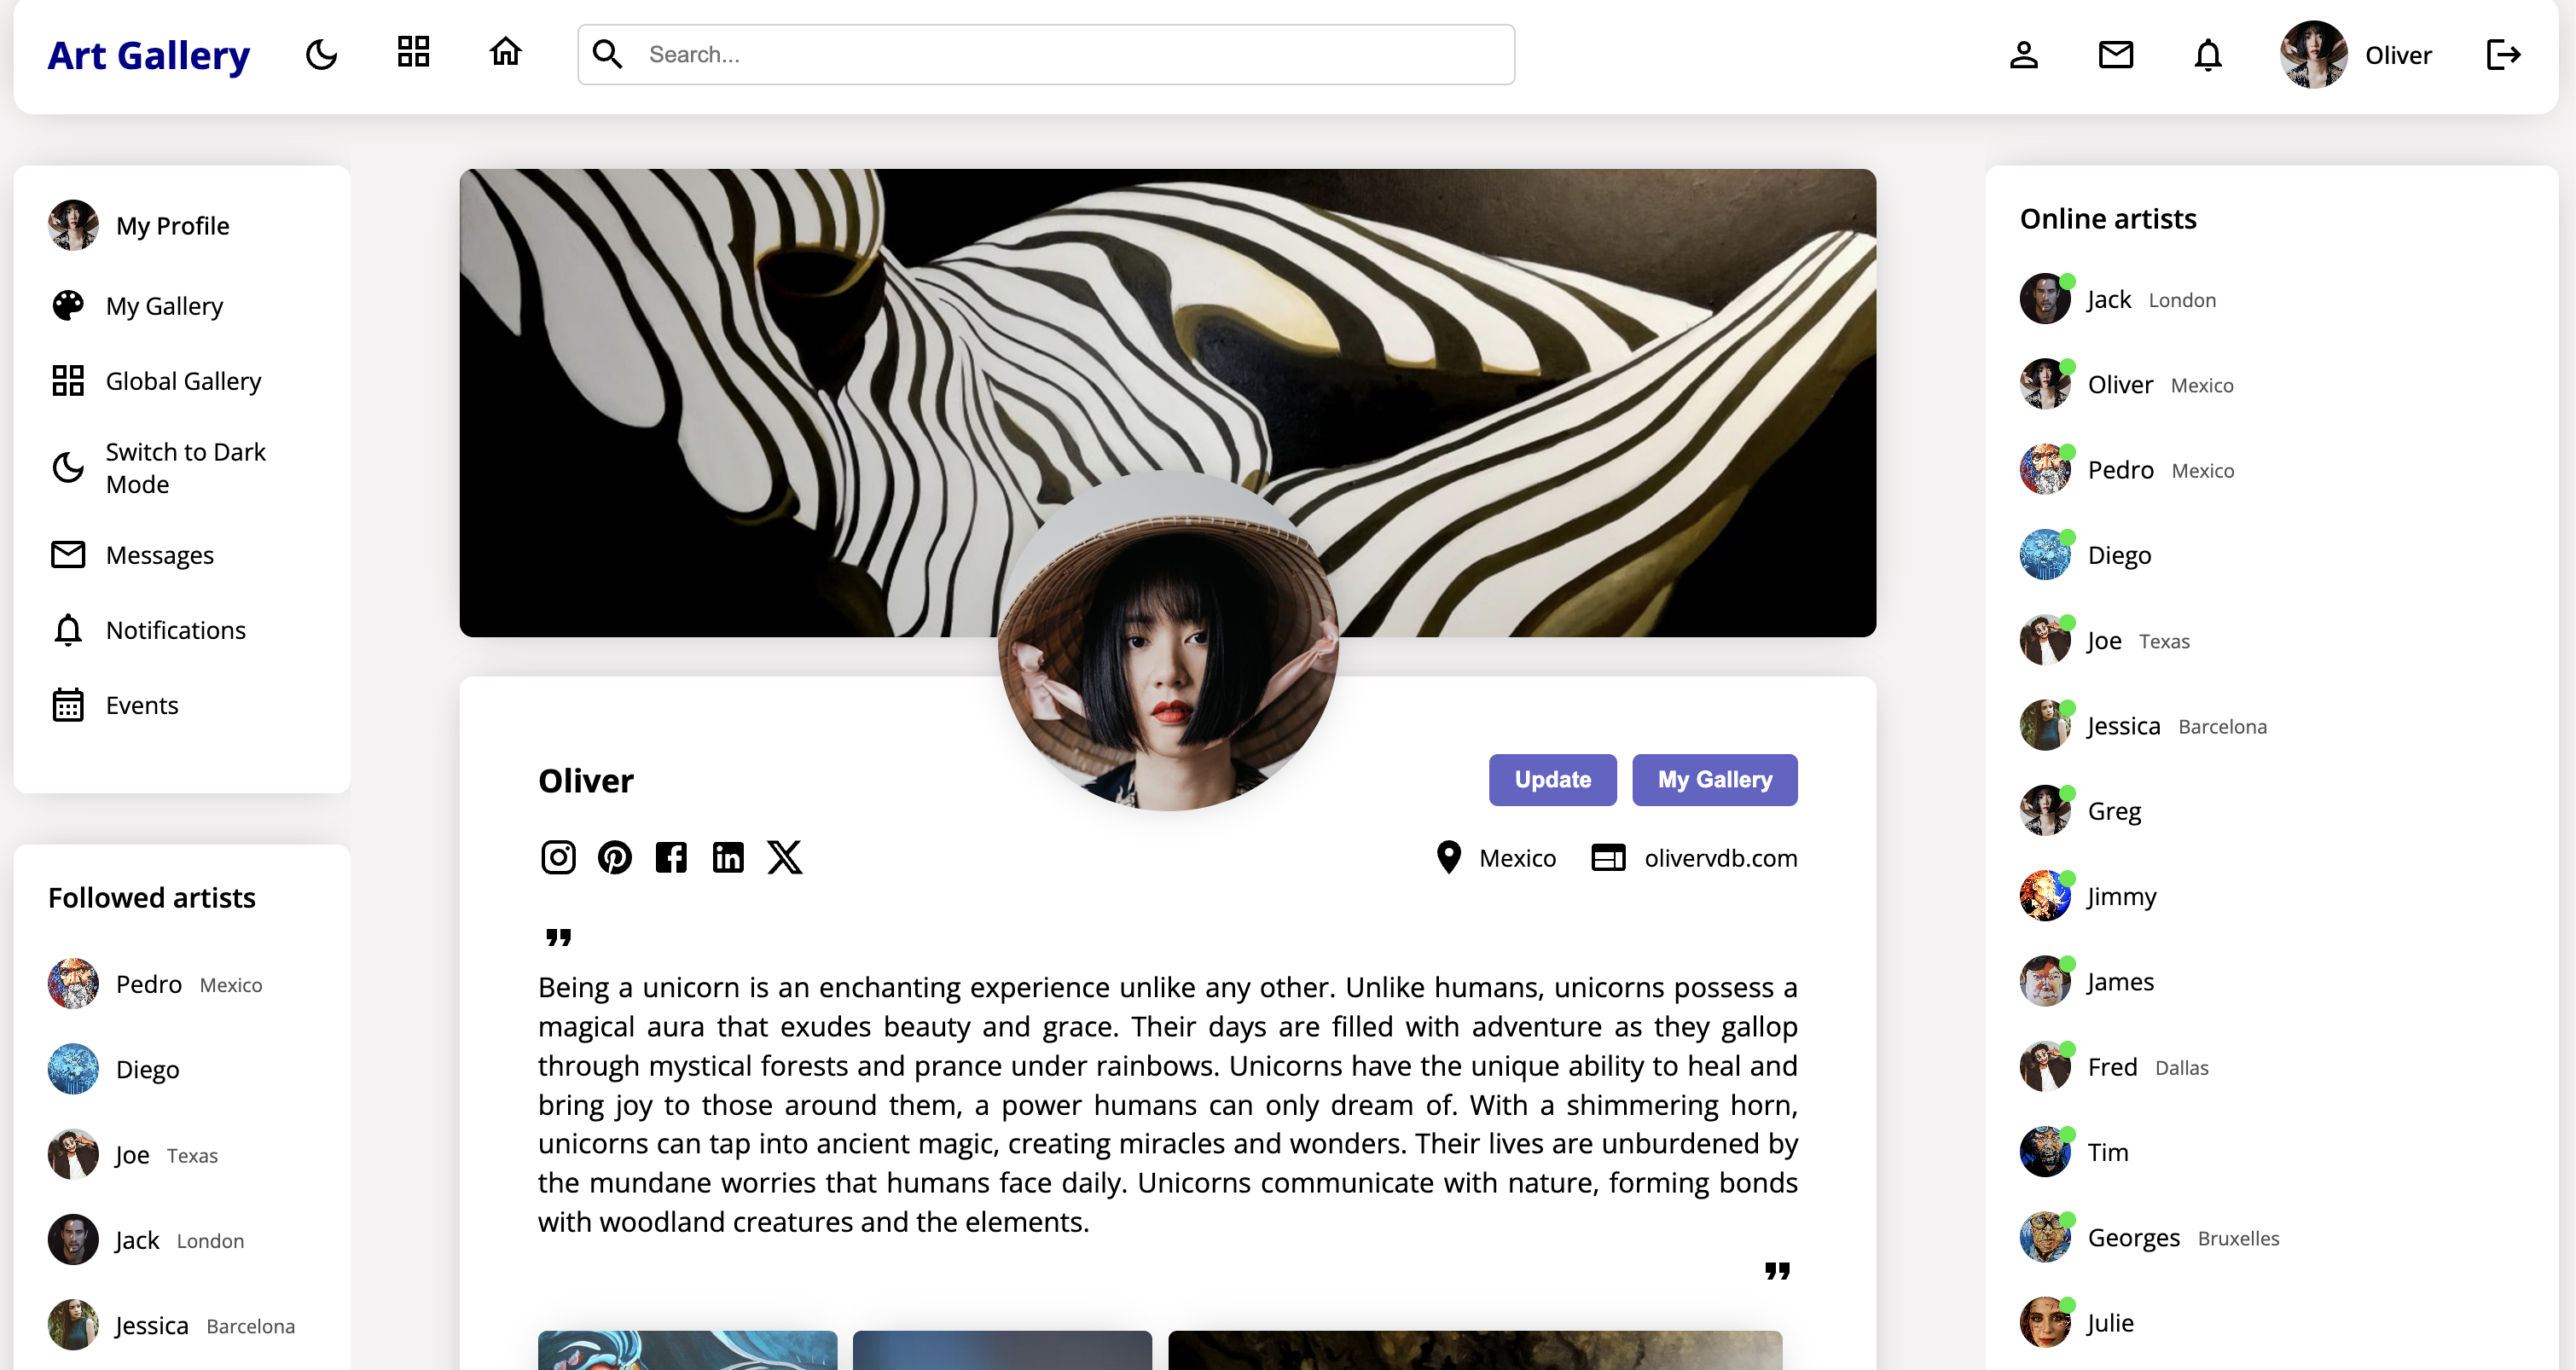 Art Gallery
Search...
Oliver
My Profile
My Gallery
Global Gallery
Switch to Dark
Mode
Messages
Notifications
Events
Followed artists
Pedro Mexico
Diego
Joe Texas
Jack London
Jessica Barcelona
Oliver
Update
My Gallery
Mexico
olivervdb.com
"
Being a unicorn is an enchanting experience unlike any other. Unlike humans, unicorns possess a
magical aura that exudes beauty and grace. Their days are filled with adventure as they gallop
through mystical forests and prance under rainbows. Unicorns have the unique ability to heal and
bring joy to those around them, a power humans can only dream of. With a shimmering horn,
unicorns can tap into ancient magic, creating miracles and wonders. Their lives are unburdened by
the mundane worries that humans face daily. Unicorns communicate with nature, forming bonds
with woodland creatures and the elements.
"
Online artists
Jack London
Oliver Mexico
Pedro Mexico
Diego
Joe Texas
Jessica Barcelona
Greg
Jimmy
James
Fred Dallas
Tim
Georges Bruxelles
Julie